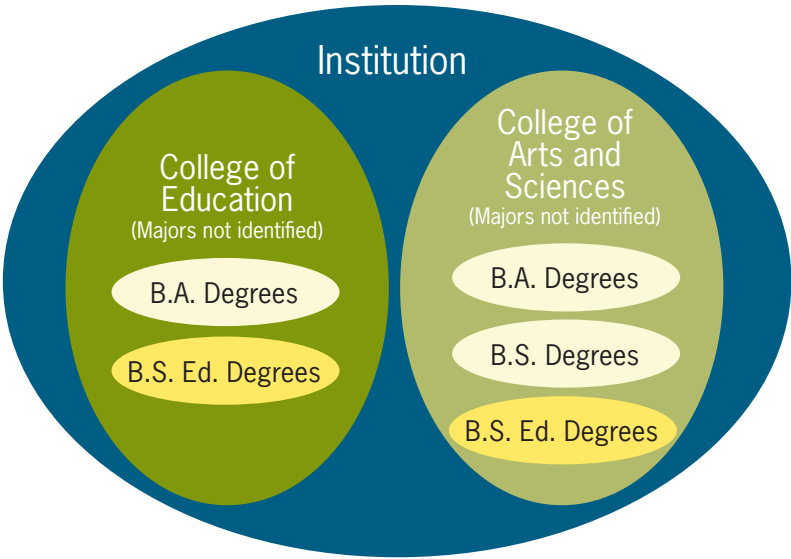 Institution
College of
Education
(Majors not identified)
B.A. Degrees
B.S. Ed. Degrees
College of
Arts and
Sciences
(Majors not identified)
B.A. Degrees
B.S. Degrees
B.S. Ed. Degrees